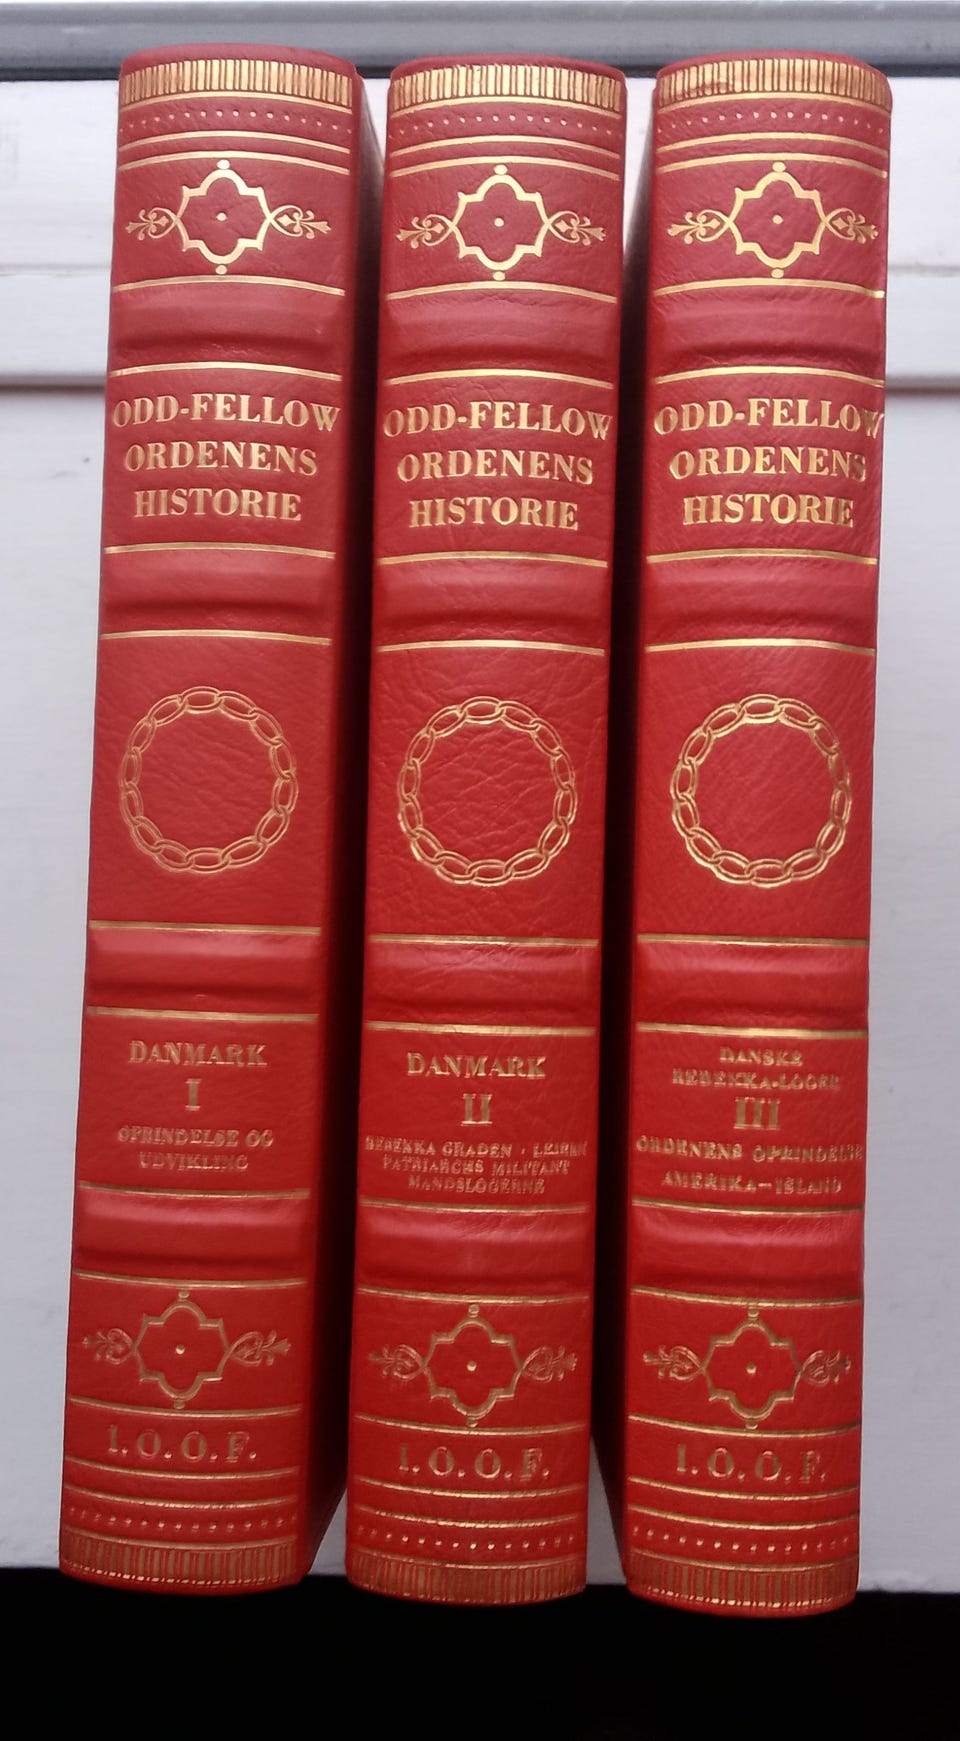 ODD-FELLOW
ORDENENS
HISTORIE
DANMARK
I
OPRINDELSE OG
UDVIKLING
I.O.O.F.
ODD-FELLOW
ORDENENS
HISTORIE
DANMARK
II
REBEKKA GRADEN · LEJREN
PATRIARCHS MILITANT
MANDSLOGERNE
I.O.O.F.
ODD-FELLOW
ORDENENS
HISTORIE
DANSKE
REBEKKA-LOGER
III
ORDENENS OPRINDELSE
AMERIKA-ISLAND
I.O.O.F.